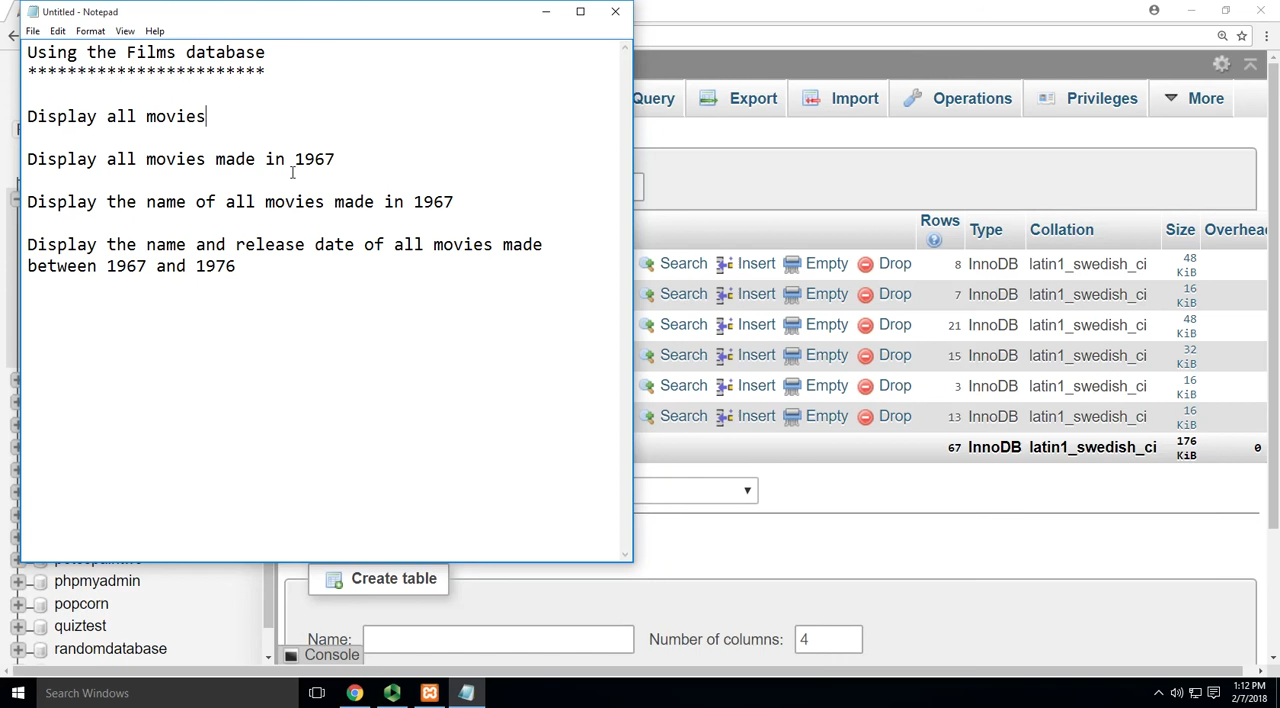 Untitled - Notepad
File Edit Format View Help
Using the Films database
************************
Display all movies
Display all movies made in 1967
Display the name of all movies made in 1967
Display the name and release date of all movies made
between 1967 and 1976
Query Export Import Operations Privileges More
Rows Type Collation Size Overhead
Search Insert Empty Drop 8 InnoDB latin1_swedish_ci 48 KiB
Search Insert Empty Drop 7 InnoDB latin1_swedish_ci 16 KiB
Search Insert Empty Drop 21 InnoDB latin1_swedish_ci 48 KiB
Search Insert Empty Drop 15 InnoDB latin1_swedish_ci 32 KiB
Search Insert Empty Drop 3 InnoDB latin1_swedish_ci 16 KiB
Search Insert Empty Drop 13 InnoDB latin1_swedish_ci 16 KiB
67 InnoDB latin1_swedish_ci 176 KiB 0
phpmyadmin
popcorn
quiztest
randomdatabase
Create table
Name: Number of columns: 4
Console
Search Windows
1:12 PM
2/7/2018